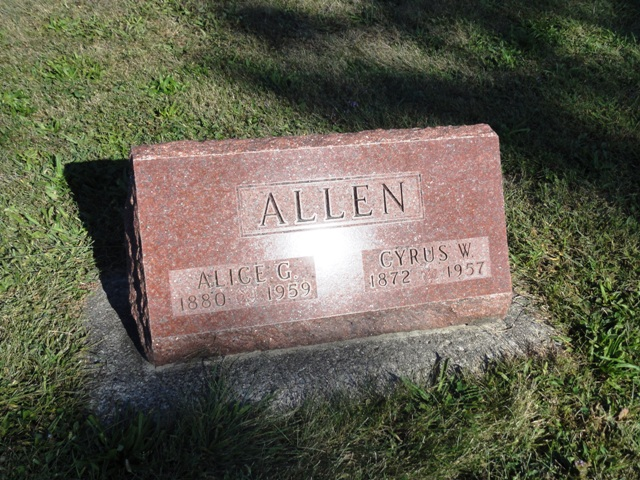 ALLEN
ALICE G.
1880 1959
CYRUS W.
1872 1957